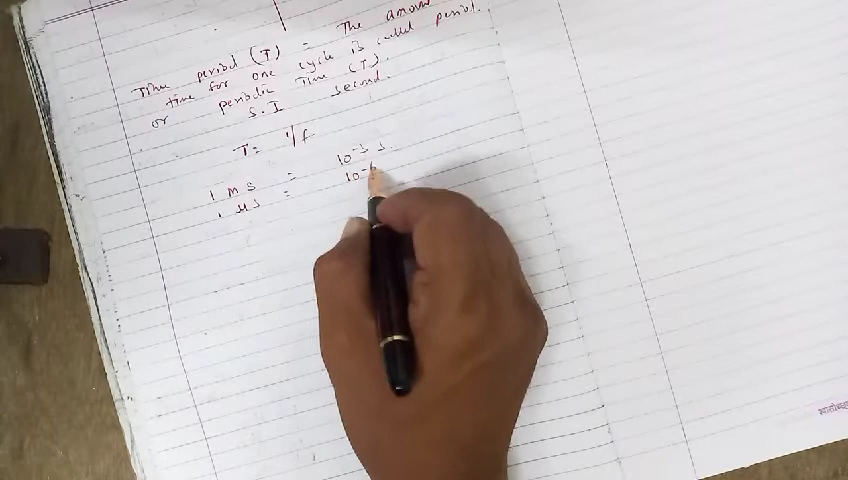 Time period (T) = The amoun
time for one cycle is called period.
or periodic Time (T).
S.I second.
T = 1/f
1 MS = 10-3 s.
1 μs = 10-6